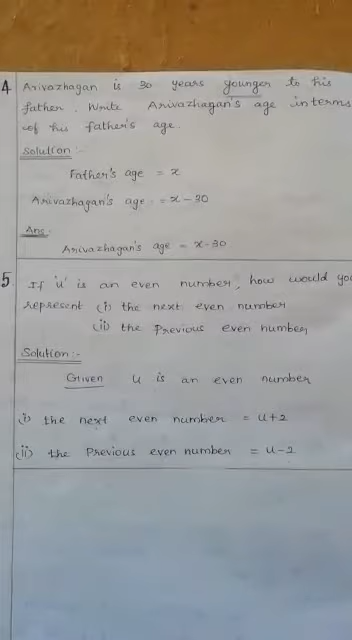 4 Arivazhagan is 30 years younger to his
father. Write Arivazhagan's age interms
of his father's age.
Solution :-
Father's age = x
Arivazhagan's age = x - 30
Ans:
Arivazhagan's age = x-30
5 If 'u' is an even number, how would you
represent (i) the next even number
(ii) the Previous even number
Solution :-
Given u is an even number
i) the next even number = u+2
(ii) the Previous even number = u-2